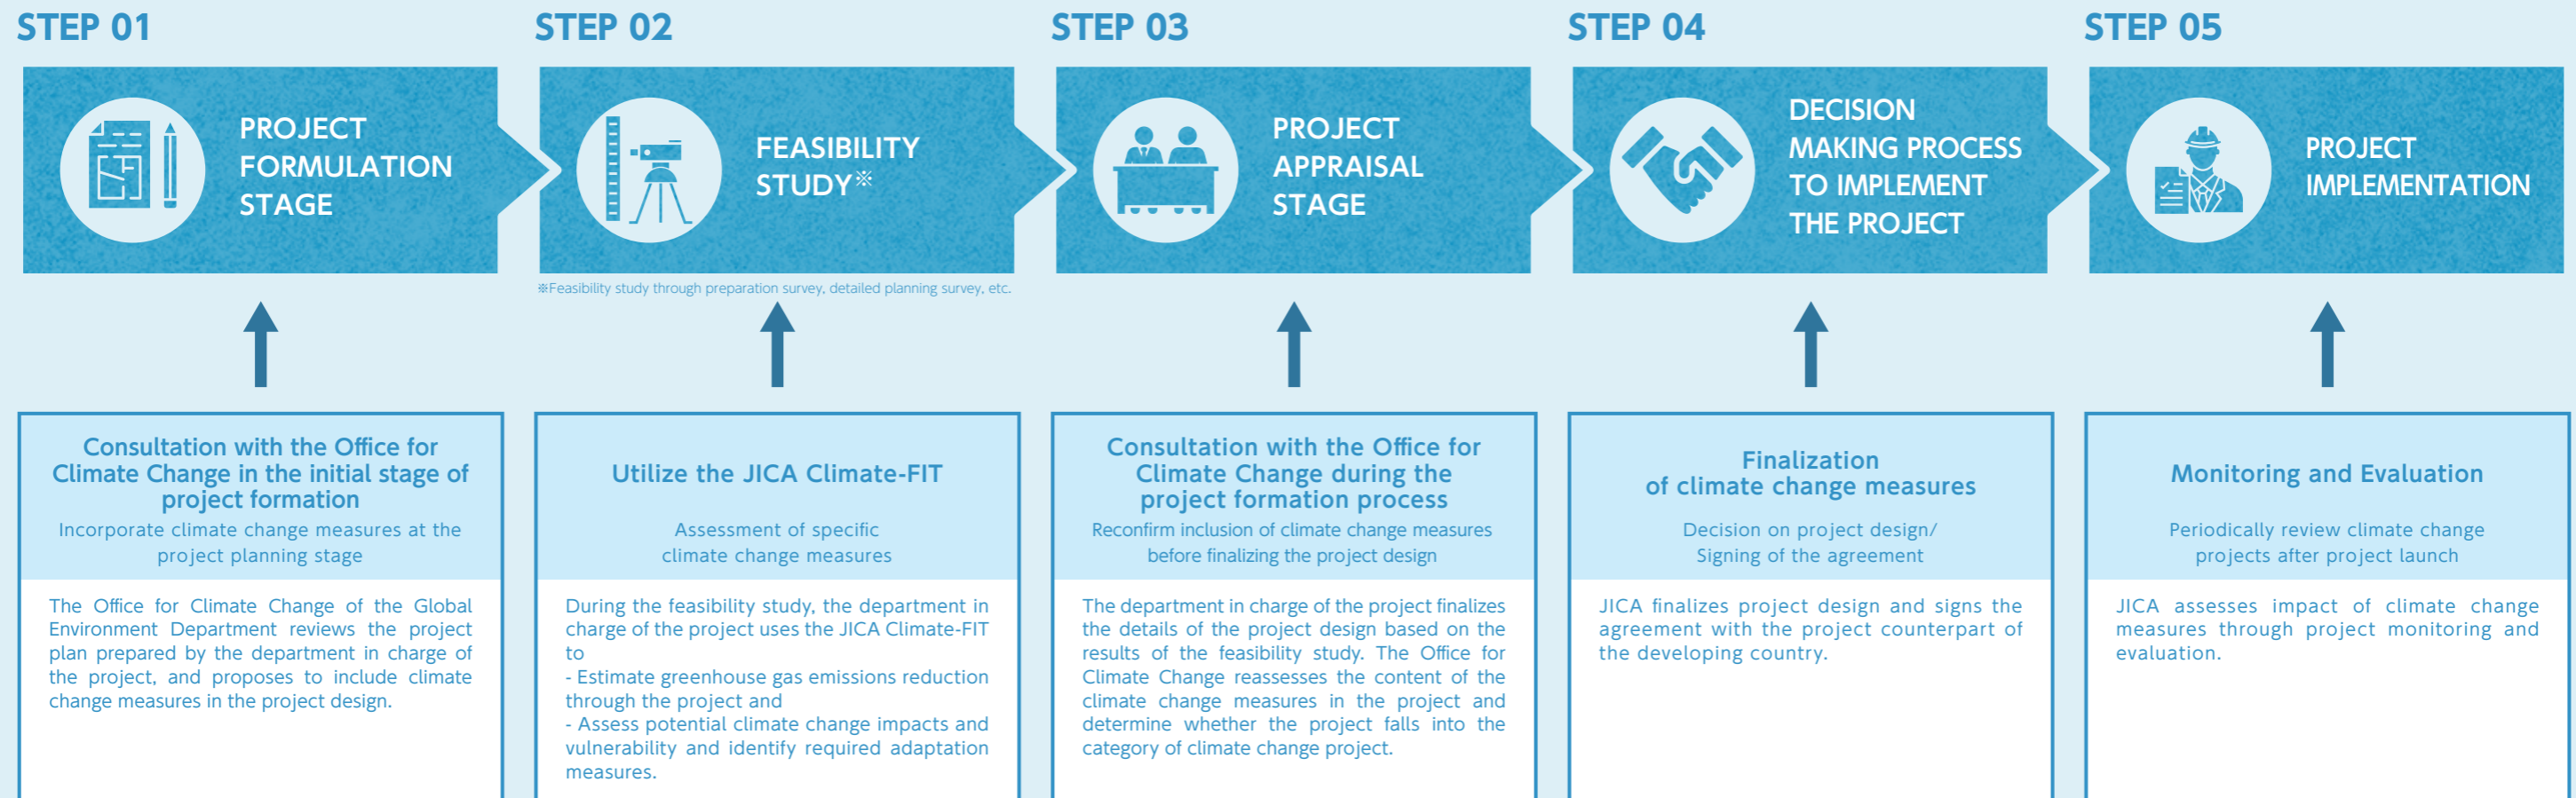 STEP 01
PROJECT
FORMULATION
STAGE
Consultation with the Office for
Climate Change in the initial stage of
project formation
Incorporate climate change measures at the
project planning stage
The Office for Climate Change of the Global
Environment Department reviews the project
plan prepared by the department in charge of
the project, and proposes to include climate
change measures in the project design.
STEP 02
FEASIBILITY
STUDY※
※Feasibility study through preparation survey, detailed planning survey, etc.
Utilize the JICA Climate-FIT
Assessment of specific
climate change measures
During the feasibility study, the department in
charge of the project uses the JICA Climate-FIT
to
- Estimate greenhouse gas emissions reduction
through the project and
- Assess potential climate change impacts and
vulnerability and identify required adaptation
measures.
STEP 03
PROJECT
APPRAISAL
STAGE
Consultation with the Office for
Climate Change during the
project formation process
Reconfirm inclusion of climate change measures
before finalizing the project design
The department in charge of the project finalizes
the details of the project design based on the
results of the feasibility study. The Office for
Climate Change reassesses the content of the
climate change measures in the project and
determine whether the project falls into the
category of climate change project.
STEP 04
DECISION
MAKING PROCESS
TO IMPLEMENT
THE PROJECT
Finalization
of climate change measures
Decision on project design/
Signing of the agreement
JICA finalizes project design and signs the
agreement with the project counterpart of
the developing country.
STEP 05
PROJECT
IMPLEMENTATION
Monitoring and Evaluation
Periodically review climate change
projects after project launch
JICA assesses impact of climate change
measures through project monitoring and
evaluation.